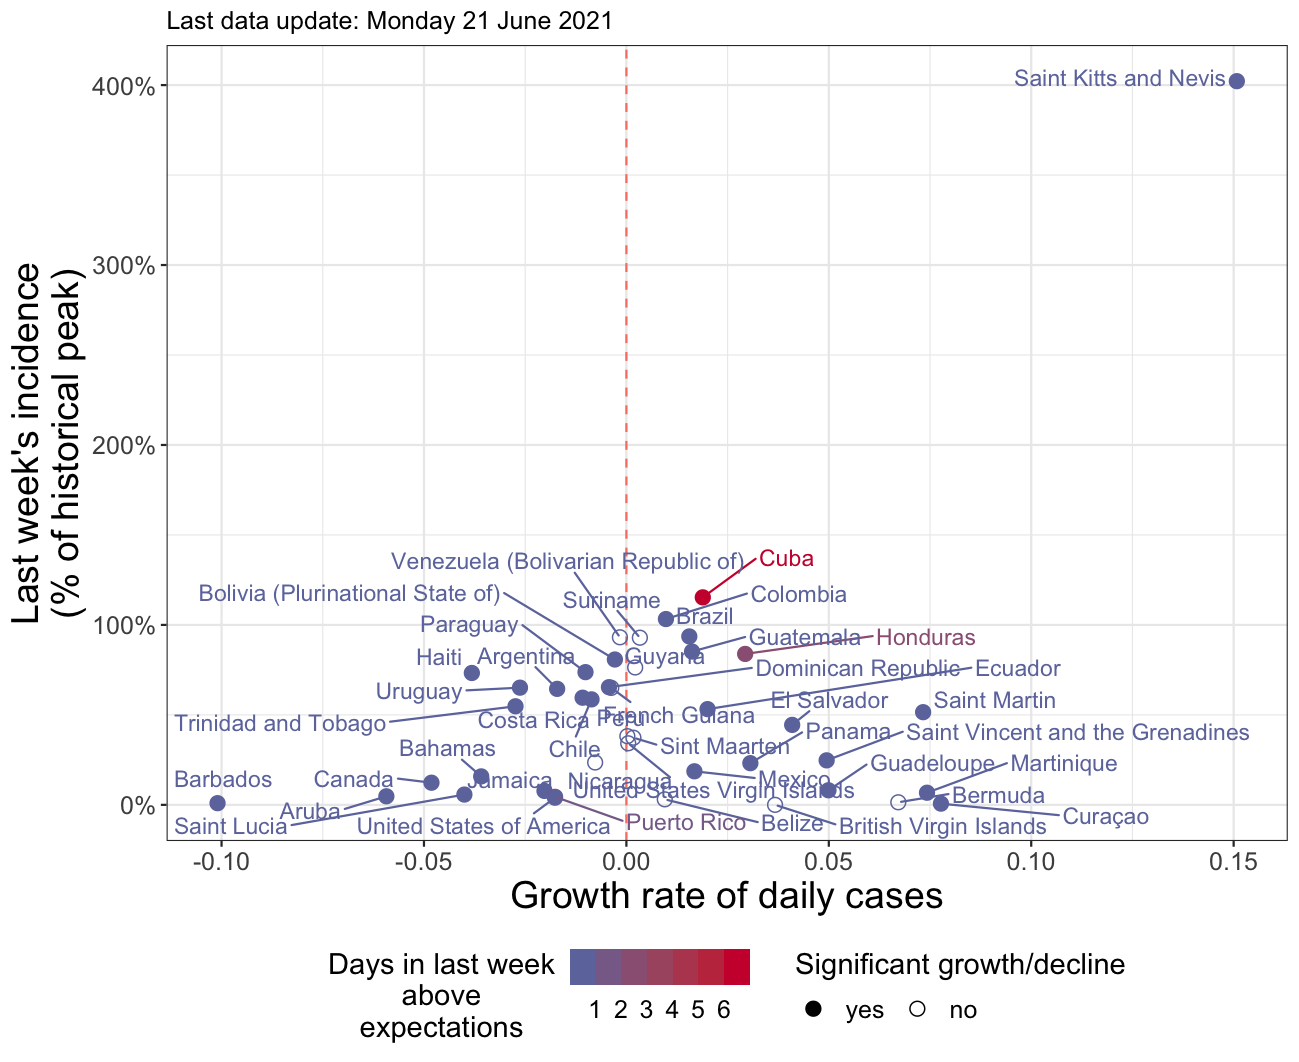 Last data update: Monday 21 June 2021
Last week's incidence
(% of historical peak)
400%
300%
200%
100%
0%
Saint Kitts and Nevis
Venezuela (Bolivarian Republic of)
Cuba
Bolivia (Plurinational State of)
Suriname
Colombia
Paraguay
Brazil
Haiti
Argentina
Guyana
Guatemala
Honduras
Uruguay
Dominican Republic
Ecuador
Trinidad and Tobago
Costa Rica
Peru
French Guiana
El Salvador
Saint Martin
Bahamas
Chile
Sint Maarten
Panama
Saint Vincent and the Grenadines
Barbados
Canada
Jamaica
Nicaragua
Mexico
Guadeloupe
Martinique
Aruba
United States Virgin Islands
Bermuda
Saint Lucia
United States of America
Puerto Rico
Belize
British Virgin Islands
Curaçao
-0.10
-0.05
0.00
0.05
0.10
0.15
Growth rate of daily cases
Days in last week
above
expectations
1 2 3 4 5 6
Significant growth/decline
yes
no